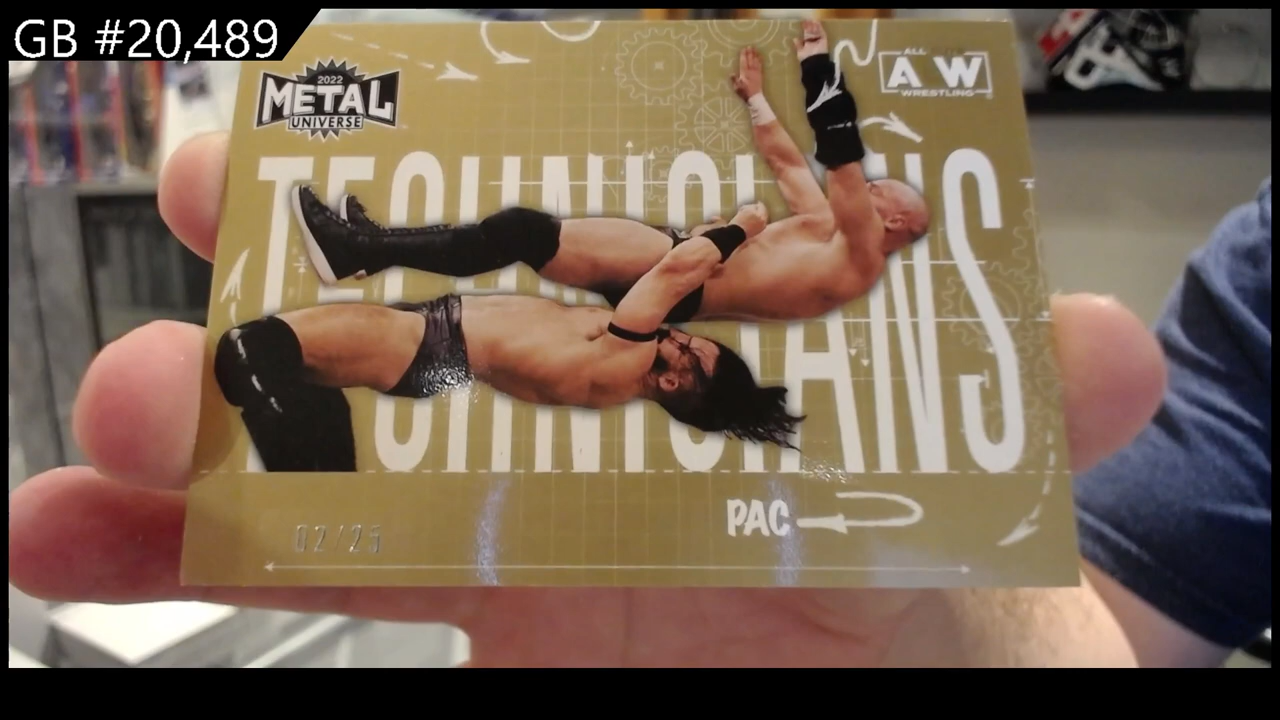 GB #20,489
2022
METAL
UNIVERSE
ALL ELITE
AEW
WRESTLING
TECHNICIANS
PAC
02/25